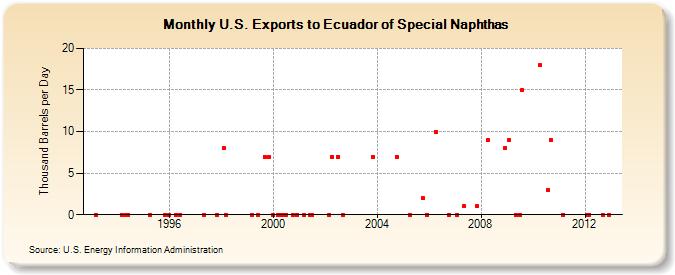 Monthly U.S. Exports to Ecuador of Special Naphthas
Thousand Barrels per Day
20
15
10
5
0
1996 2000 2004 2008 2012
Source: U.S. Energy Information Administration